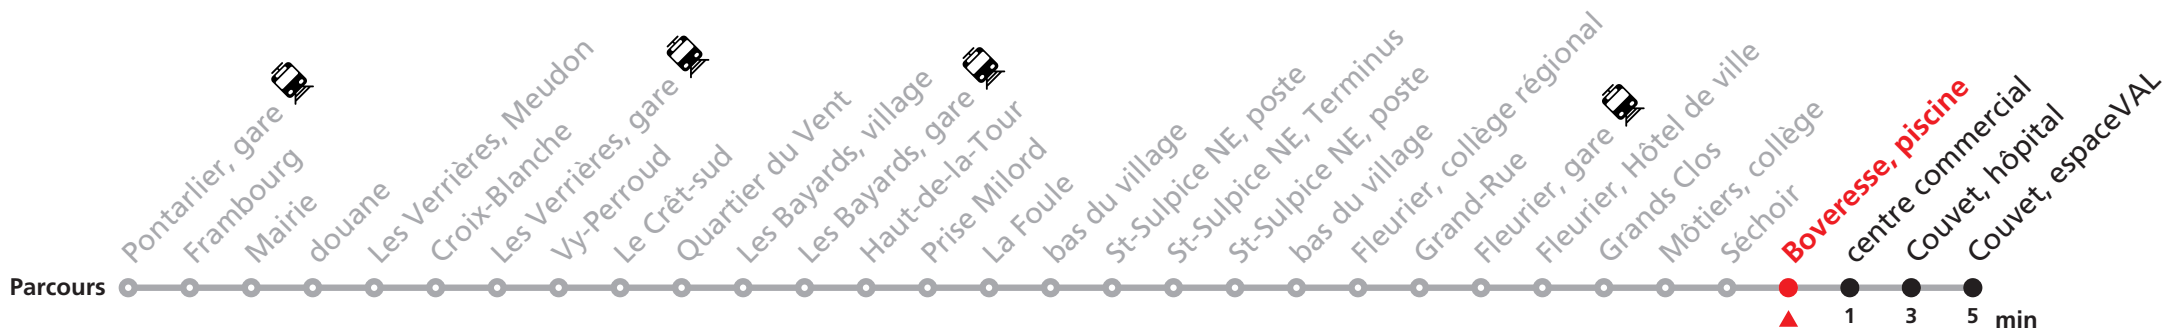 Pontarlier, gare
Frambourg
Mairie
douane
Les Verrières, Meudon
Croix-Blanche
Les Verrières, gare
Vy-Perroud
Le Crêt-sud
Quartier du Vent
Les Bayards, village
Les Bayards, gare
Haut-de-la-Tour
Prise Milord
La Foule
bas du village
St-Sulpice NE, poste
St-Sulpice NE, Terminus
St-Sulpice NE, poste
bas du village
Fleurier, collège régional
Grand-Rue
Fleurier, gare
Fleurier, Hôtel de ville
Grands Clos
Môtiers, collège
Séchoir
Boveresse, piscine
centre commercial
Couvet, hôpital
Couvet, espaceVAL
Parcours
1 3 5 min